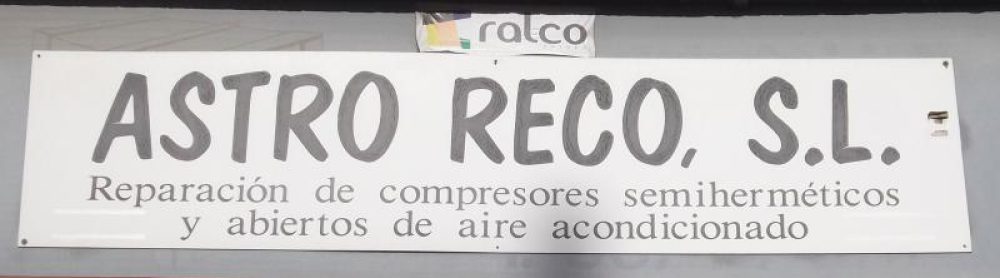 ralco
ASTRO RECO, S.L.
Reparación de compresores semiherméticos
y abiertos de aire acondicionado